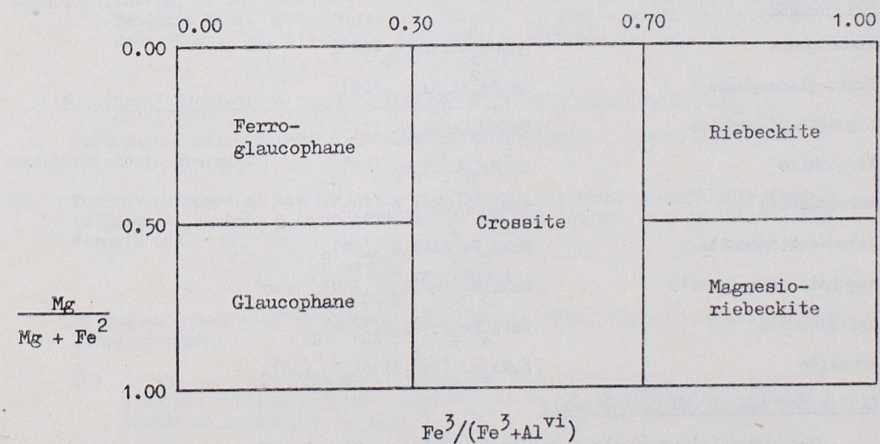 0.00 0.30 0.70 1.00
0.00
Ferro-
glaucophane
Riebeckite
0.50
Crossite
Glaucophane
Magnesio-
riebeckite
Mg
Mg + Fe²
1.00
Fe³/(Fe³+Alᵛⁱ)